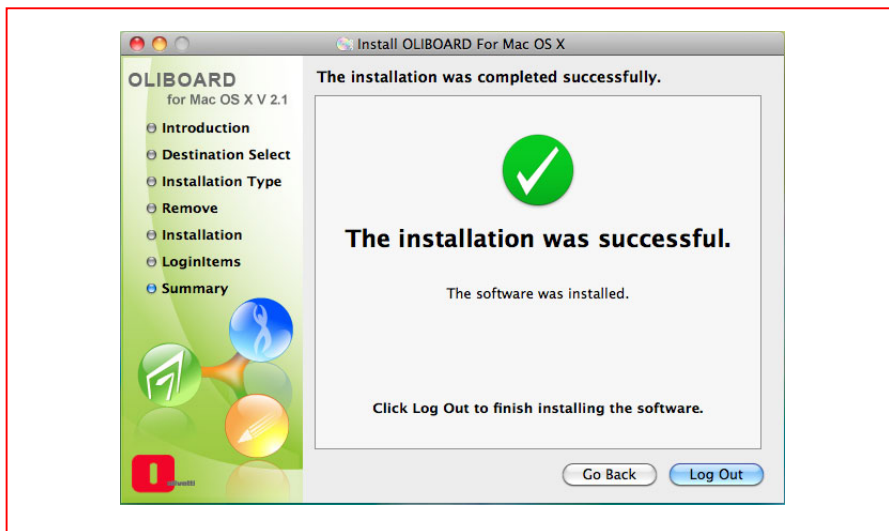 Install OLIBOARD For Mac OS X
OLIBOARD
for Mac OS X V 2.1
Introduction
Destination Select
Installation Type
Remove
Installation
LoginItems
Summary
olivetti
The installation was completed successfully.
The installation was successful.
The software was installed.
Click Log Out to finish installing the software.
Go Back
Log Out